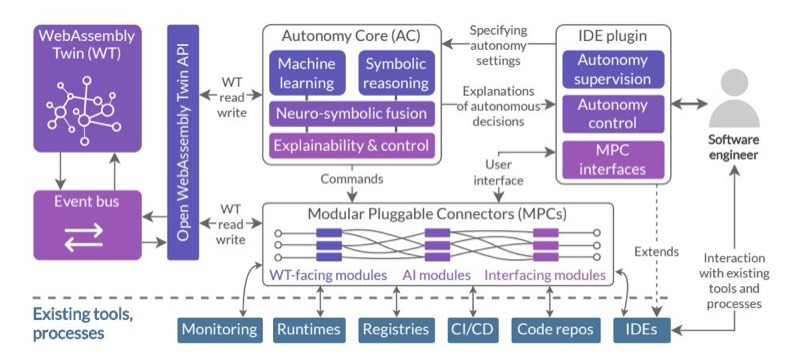 WebAssembly
Twin (WT)
Event bus
Open WebAssembly Twin API
WT
read
write
WT
read
write
Autonomy Core (AC)
Machine
learning
Symbolic
reasoning
Neuro-symbolic fusion
Explainability & control
Commands
Specifying
autonomy
settings
Explanations
of autonomous
decisions
User
interface
IDE plugin
Autonomy
supervision
Autonomy
control
MPC
interfaces
Software
engineer
Modular Pluggable Connectors (MPCs)
WT-facing modules
AI modules
Interfacing modules
Extends
Interaction
with existing
tools and
processes
Existing tools,
processes
Monitoring
Runtimes
Registries
CI/CD
Code repos
IDEs